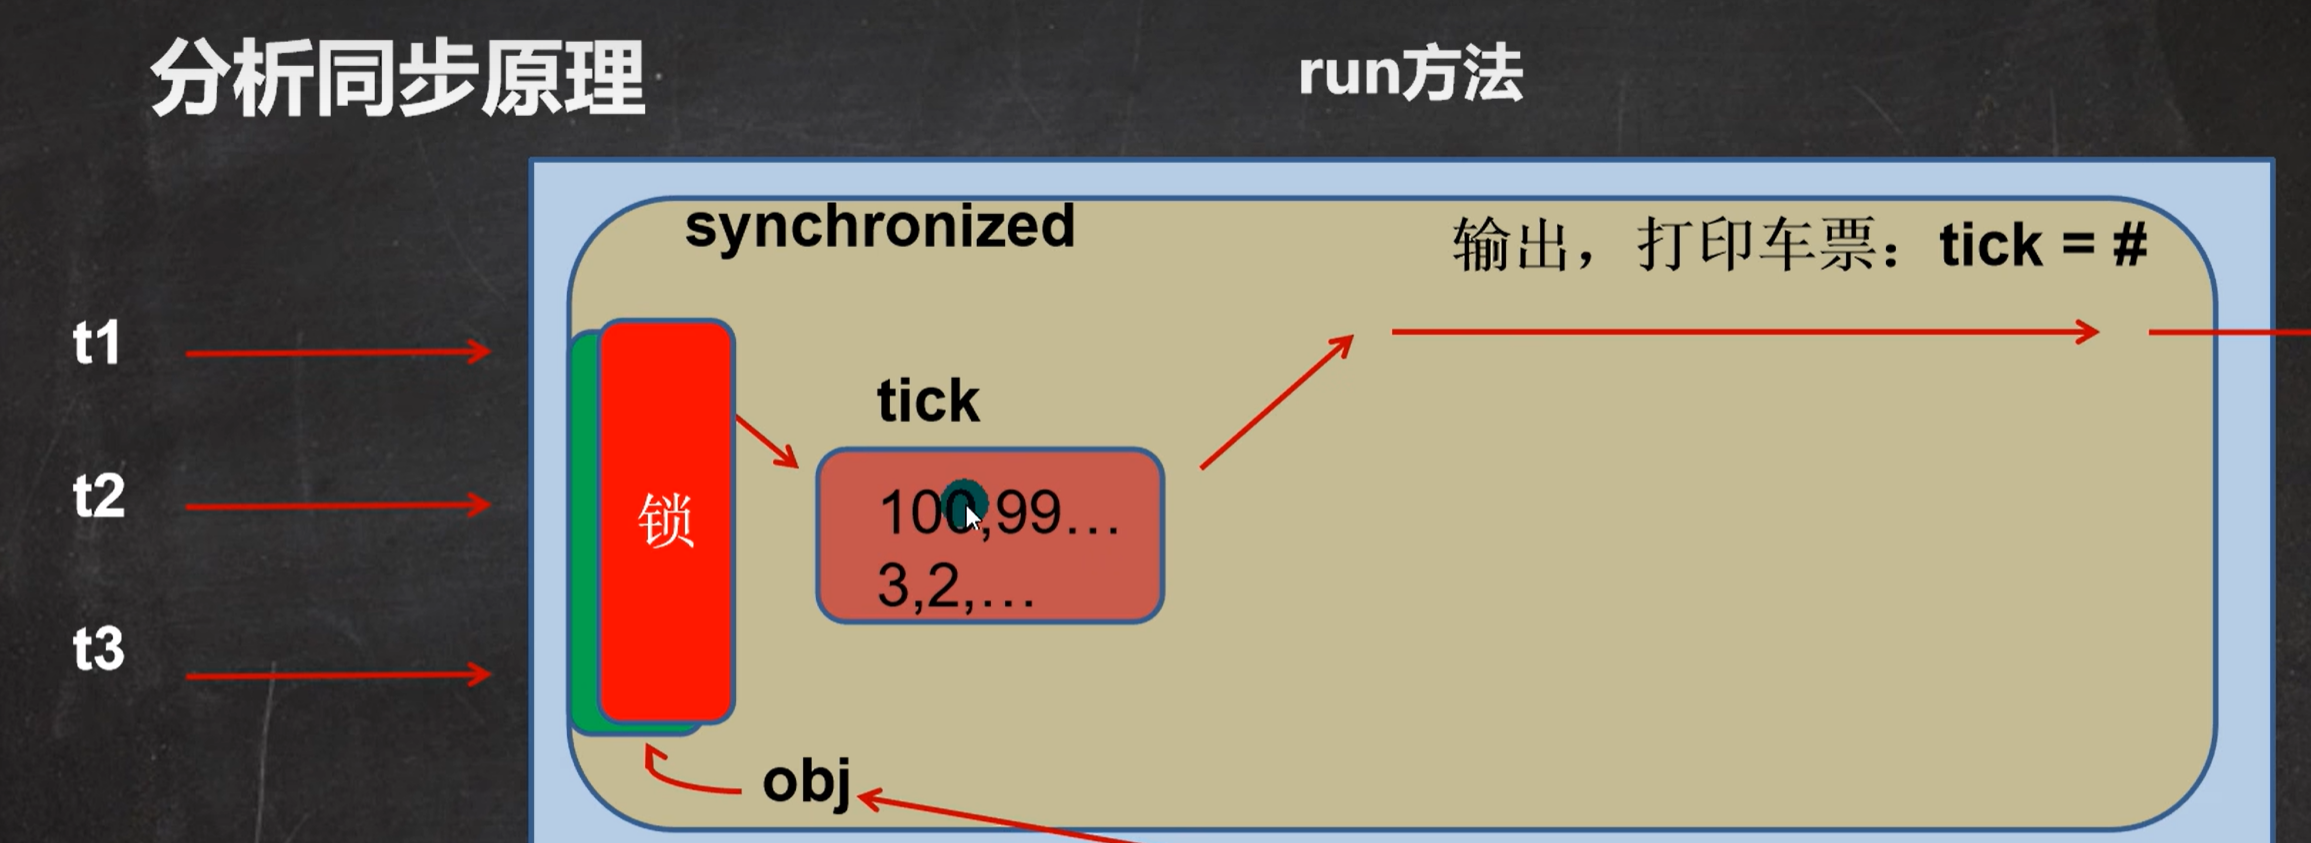 分析同步原理
run方法
synchronized
输出，打印车票：tick = #
t1
tick
t2
锁
100,99…
3,2,…
t3
obj